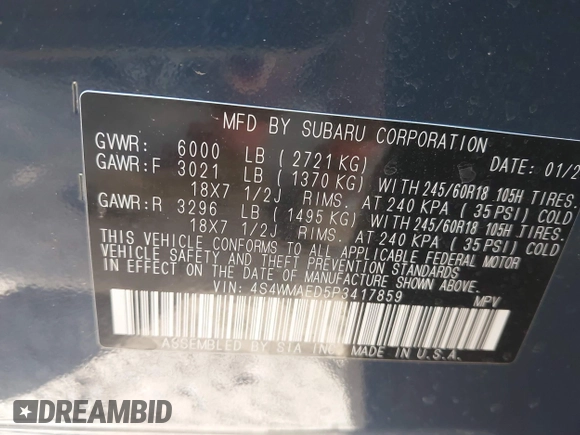 MFD BY SUBARU CORPORATION
GVWR: 6000 LB ( 2721 KG) DATE: 01/2
GAWR:F 3021 LB ( 1370 KG) WITH 245/60R18 105H TIRES.
18X7 1/2J RIMS. AT 240 KPA ( 35 PSI) COLD
GAWR:R 3296 LB ( 1495 KG) WITH 245/60R18 105H TIRES.
18X7 1/2J RIMS. AT 240 KPA ( 35 PSI) COLD
THIS VEHICLE CONFORMS TO ALL APPLICABLE FEDERAL MOTOR
VEHICLE SAFETY AND THEFT PREVENTION STANDARDS
IN EFFECT ON THE DATE OF MANUFACTURE SHOWN ABOVE.
VIN: 4S4WMAED5P3417859 MPV
ASSEMBLED BY SIA INC. MADE IN U.S.A.
DREAMBID